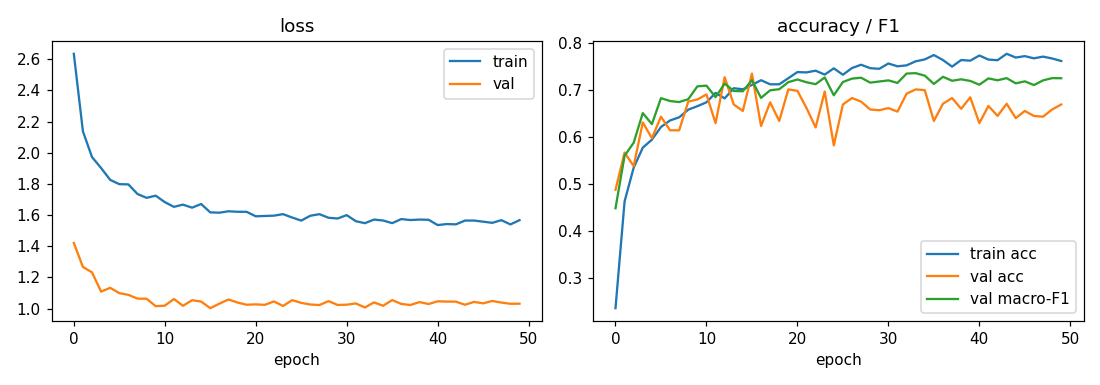 loss
2.6
2.4
2.2
2.0
1.8
1.6
1.4
1.2
1.0
0 10 20 30 40 50
epoch
train
val
accuracy / F1
0.8
0.7
0.6
0.5
0.4
0.3
0 10 20 30 40 50
epoch
train acc
val acc
val macro-F1